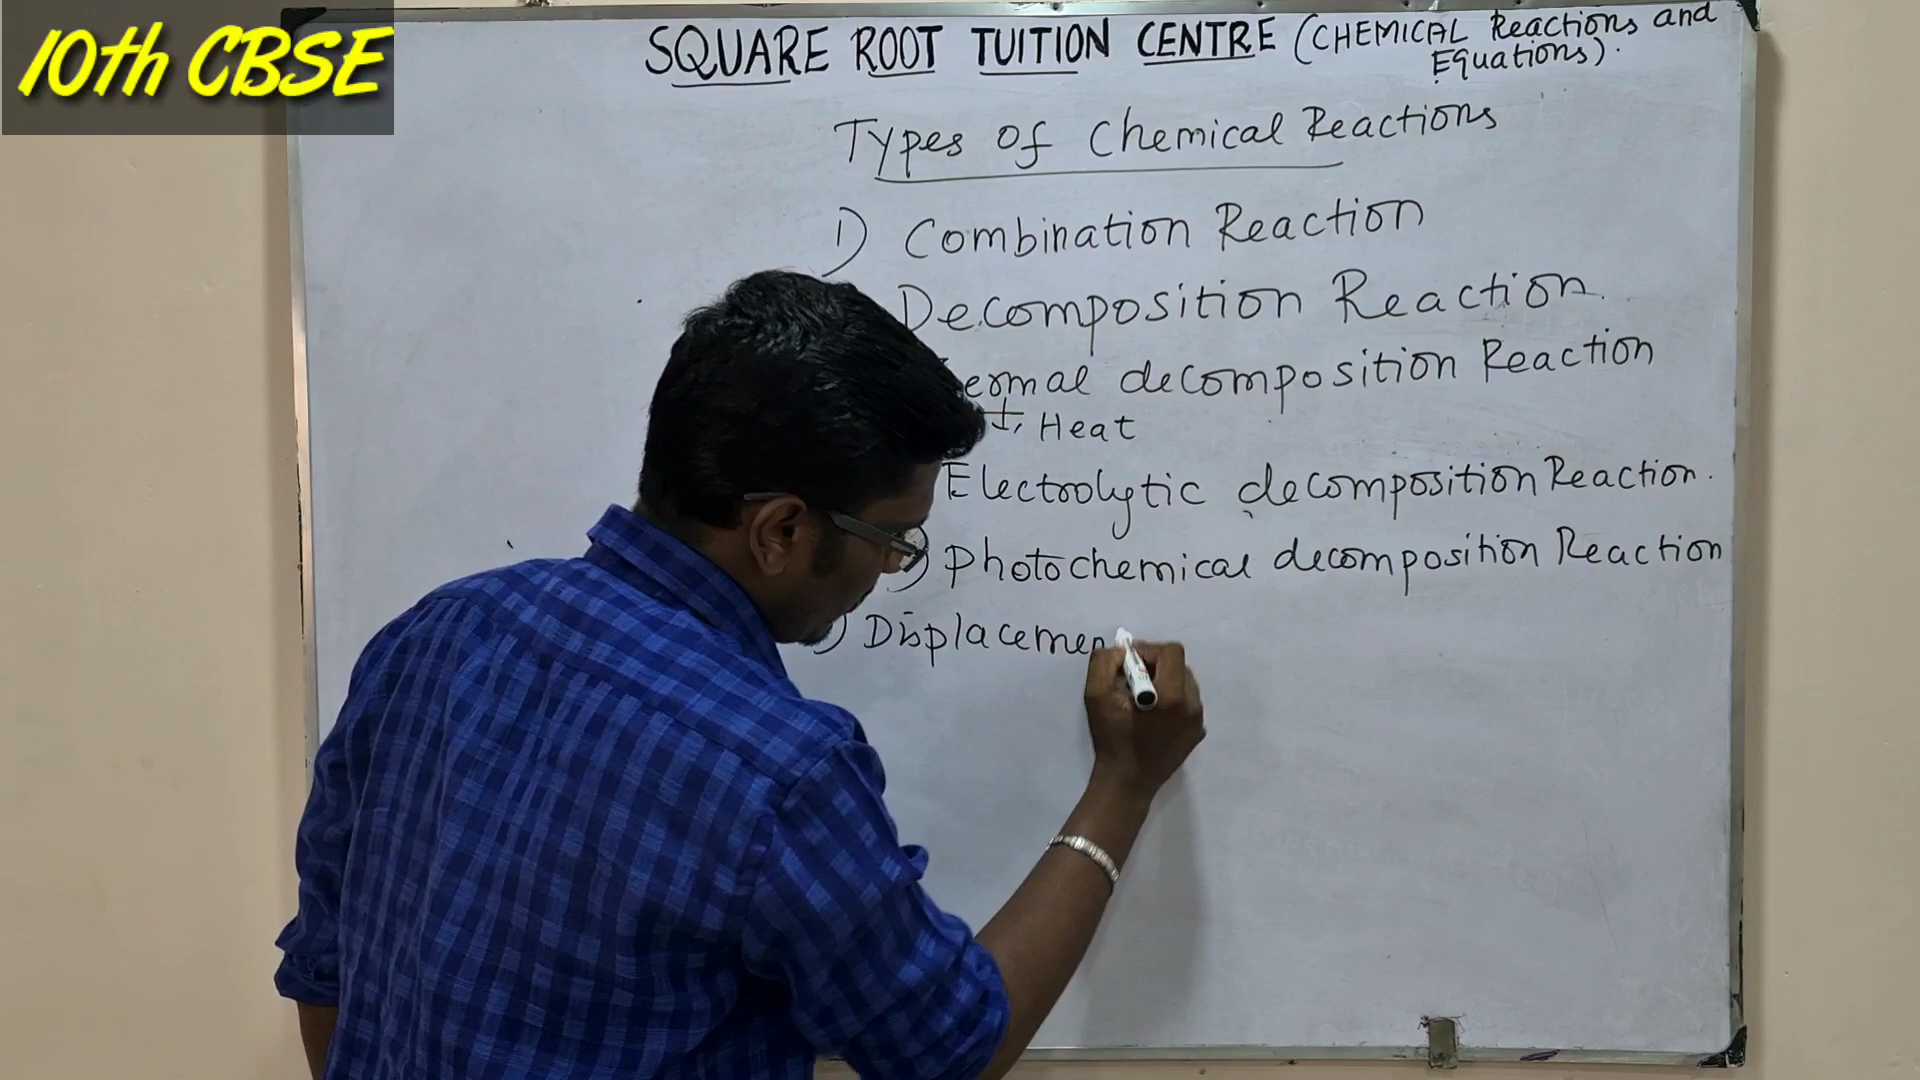 10th CBSE
SQUARE ROOT TUITION CENTRE (CHEMICAL Reactions and
Equations).
Types of Chemical Reactions
1) Combination Reaction
Decomposition Reaction.
ermal decomposition Reaction
Heat
Electrolytic decomposition Reaction.
) Photochemical decomposition Reaction
) Displacemen